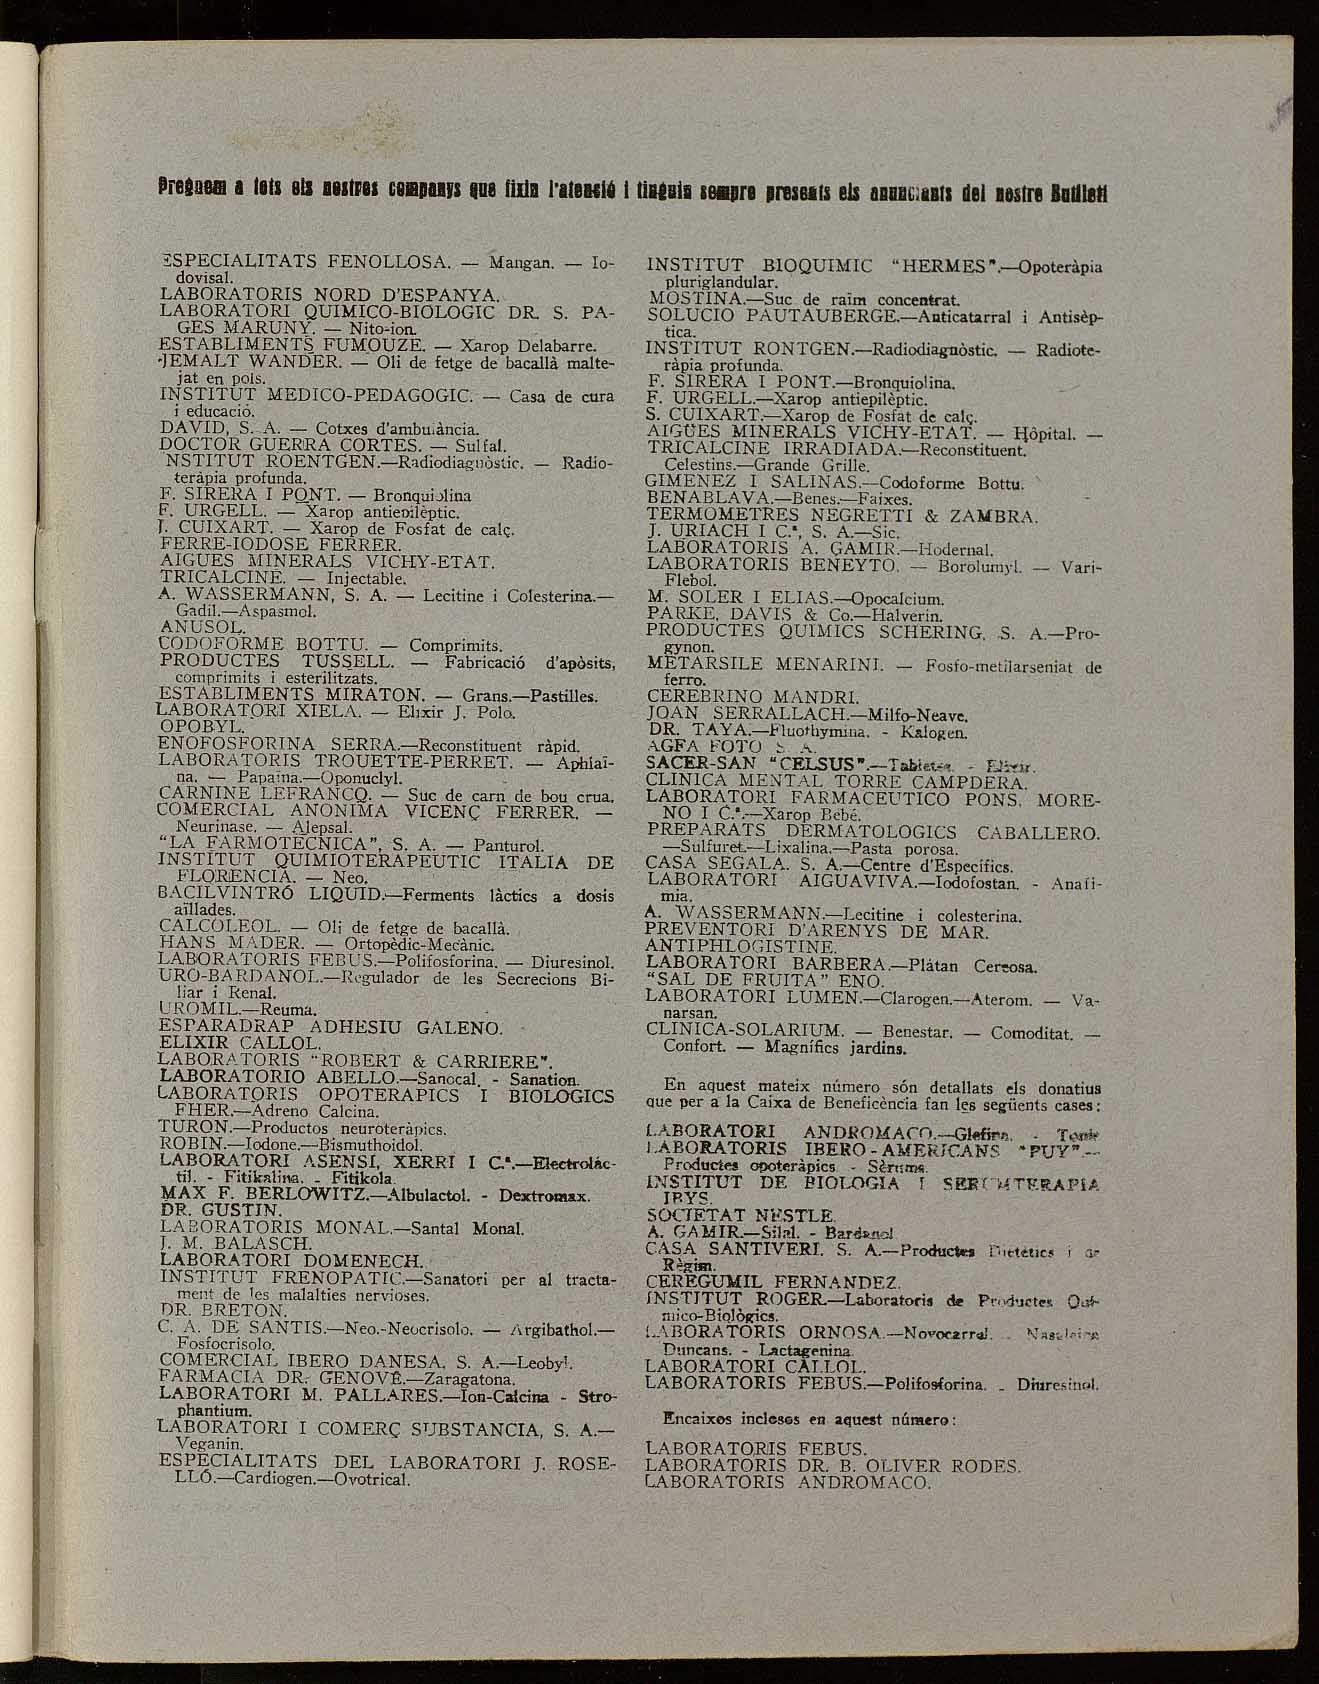 Preguem a tots els nostres companys que fixin l'atenció i tinguin sempre presents els anunciants del nostre Butlletí
ESPECIALITATS FENOLLOSA. — Mangan. — Io-
dovisal.
LABORATORIS NORD D'ESPANYA.
LABORATORI QUIMICO-BIOLOGIC DR. S. PA-
GES MARUNY. — Nito-ion.
ESTABLIMENTS FUMOUZE. — Xarop Delabarre.
JEMALT WANDER. — Oli de fetge de bacallà malte-
jat en pols.
INSTITUT MEDICO-PEDAGOGIC. — Casa de cura
i educació.
DAVID, S. A. — Cotxes d'ambulància.
DOCTOR GUERRA CORTES. — Sulfal.
NSTITUT ROENTGEN.—Radiodiagnòstic. — Radio-
teràpia profunda.
F. SIRERA I PONT. — Bronquiolina
F. URGELL. — Xarop antiepilèptic.
J. CUIXART. — Xarop de Fosfat de calç.
FERRE-IODOSE FERRER.
AIGUES MINERALS VICHY-ETAT.
TRICALCINE. — Injectable.
A. WASSERMANN, S. A. — Lecitine i Colesterina.—
Gadil.—Aspasmol.
ANUSOL.
CODOFORME BOTTU. — Comprimits.
PRODUCTES TUSSELL. — Fabricació d'apòsits,
comprimits i esterilitzats.
ESTABLIMENTS MIRATON. — Grans.—Pastilles.
LABORATORI XIELA. — Elixir J. Polo.
OPOBYL.
ENOFOSFORINA SERRA.—Reconstituent ràpid.
LABORATORIS TROUETTE-PERRET. — Aphlaï-
na. — Papaïna.—Oponuclyl.
CARNINE LEFRANCQ. — Suc de carn de bou crua.
COMERCIAL ANONIMA VICENÇ FERRER. —
Neurinase. — Ajepsal.
"LA FARMOTECNICA", S. A. — Panturol.
INSTITUT QUIMIOTERAPEUTIC ITALIA DE
FLORENCIA. — Neo.
BACILVINTRÓ LIQUID.—Ferments làctics a dosis
aïllades.
CALCOLEOL. — Oli de fetge de bacallà.
HANS MADER. — Ortopèdic-Mecànic.
LABORATORIS FEBUS.—Polifosforina. — Diuresinol.
URO-BARDANOL.—Regulador de les Secrecions Bi-
liar i Renal.
UROMIL.—Reuma.
ESPARADRAP ADHESIU GALENO.
ELIXIR CALLOL.
LABORATORIS "ROBERT & CARRIERE".
LABORATORIO ABELLO.—Sanocal. - Sanation.
LABORATORIS OPOTERAPICS I BIOLOGICS
FHER.—Adreno Calcina.
TURON.—Productos neuroteràpics.
ROBIN.—Iodone.—Bismuthoidol.
LABORATORI ASENSI, XERRI I C.ª.—Electrolàc-
til. - Fitikalina. - Fitikola.
MAX F. BERLOWITZ.—Albulactol. - Dextromax.
DR. GUSTIN.
LABORATORIS MONAL.—Santal Monal.
J. M. BALASCH.
LABORATORI DOMENECH.
INSTITUT FRENOPATIC.—Sanatori per al tracta-
ment de les malalties nervioses.
DR. BRETON.
C. A. DE SANTIS.—Neo.-Neocrisolo. — Argibathol.—
Fosfocrisolo.
COMERCIAL IBERO DANESA, S. A.—Leobyl.
FARMACIA DR. GENOVÉ.—Zaragatona.
LABORATORI M. PALLARES.—Ion-Calcina - Stro-
phantium.
LABORATORI I COMERÇ SUBSTANCIA, S. A.—
Veganin.
ESPECIALITATS DEL LABORATORI J. ROSE-
LLÓ.—Cardiogen.—Ovotrical.
INSTITUT BIOQUIMIC "HERMES".—Opoteràpia
pluriglandular.
MOSTINA.—Suc de raïm concentrat.
SOLUCIO PAUTAUBERGE.—Anticatarral i Antisèp-
tica.
INSTITUT RONTGEN.—Radiodiagnòstic. — Radiote-
ràpia profunda.
F. SIRERA I PONT.—Bronquiolina.
F. URGELL.—Xarop antiepilèptic.
S. CUIXART.—Xarop de Fosfat de calç.
AIGÜES MINERALS VICHY-ETAT. — Hôpital. —
TRICALCINE IRRADIADA.—Reconstituent.
Celestins.—Grande Grille.
GIMENEZ I SALINAS.—Codoforme Bottu.
BENABLAVA.—Benes.—Faixes.
TERMOMETRES NEGRETTI & ZAMBRA.
J. URIACH I C.ª, S. A.—Sic.
LABORATORIS A. GAMIR.—Hodernal.
LABORATORIS BENEYTO. — Borolumyl. — Vari-
Flebol.
M. SOLER I ELIAS.—Opocalcium.
PARKE, DAVIS & Co.—Halverin.
PRODUCTES QUIMICS SCHERING, S. A.—Pro-
gynon.
METARSILE MENARINI. — Fosfo-metilarseniat de
ferro.
CEREBRINO MANDRI.
JOAN SERRALLACH.—Milfo-Neave.
DR. TAYA.—Fluothymina. - Kalogen.
AGFA FOTO S. A.
SACER-SAN "CELSUS".—Tabletes. - Elixir.
CLINICA MENTAL TORRE CAMPDERA.
LABORATORI FARMACEUTICO PONS, MORE-
NO I C.ª.—Xarop Bebé.
PREPARATS DERMATOLOGICS CABALLERO.
—Sulfuret.—Lixalina.—Pasta porosa.
CASA SEGALA. S. A.—Centre d'Específics.
LABORATORI AIGUAVIVA.—Iodofostan. - Anafi-
mia.
A. WASSERMANN.—Lecitine i colesterina.
PREVENTORI D'ARENYS DE MAR.
ANTIPHLOGISTINE.
LABORATORI BARBERA.—Plàtan Cereosa.
"SAL DE FRUITA" ENO.
LABORATORI LUMEN.—Clarogen.—Aterom. — Va-
narsan.
CLINICA-SOLARIUM. — Benestar. — Comoditat. —
Confort. — Magnífics jardins.
En aquest mateix número són detallats els donatius
que per a la Caixa de Beneficència fan les següents cases:
LABORATORI ANDROMACO.—Glefina. - Tonik
LABORATORIS IBERO-AMERICANS "PUY".—
Productes opoteràpics. - Sèrums.
INSTITUT DE BIOLOGIA I SEROMTERAPIA
IBYS.
SOCIETAT NESTLE.
A. GAMIR.—Silal. - Bardanol
CASA SANTIVERI. S. A.—Productes Dietètics i de
Règim.
CEREGUMIL FERNANDEZ.
INSTITUT ROGER.—Laboratoris de Productes Quí-
mico-Biològics.
LABORATORIS ORNOSA.—Novocarral. - Nasaleina
Duncans. - Lactagenina.
LABORATORI CALLOL.
LABORATORIS FEBUS.—Polifosforina. - Diuresinol.
Encaixos inclosos en aquest número:
LABORATORIS FEBUS.
LABORATORIS DR. B. OLIVER RODES.
LABORATORIS ANDROMACO.